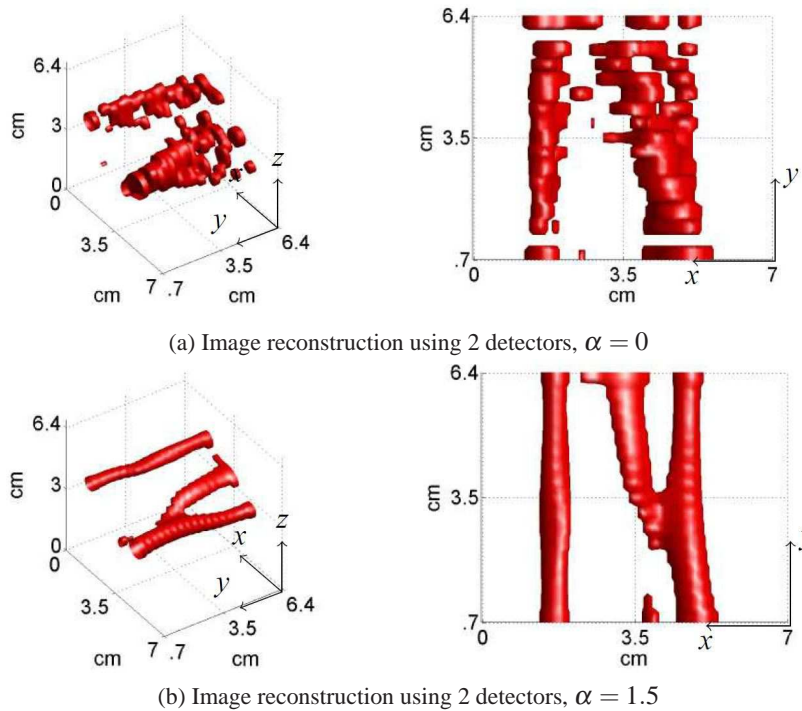 6.4
cm
3
0
0
3.5
cm
7
.7
3.5
cm
6.4
x
y
z
6.4
cm
3.5
.7
0
3.5
cm
7
x
y
(a) Image reconstruction using 2 detectors, α = 0
6.4
cm
3
0
0
3.5
cm
7
.7
3.5
cm
6.4
x
y
z
6.4
cm
3.5
.7
0
3.5
cm
7
x
(b) Image reconstruction using 2 detectors, α = 1.5